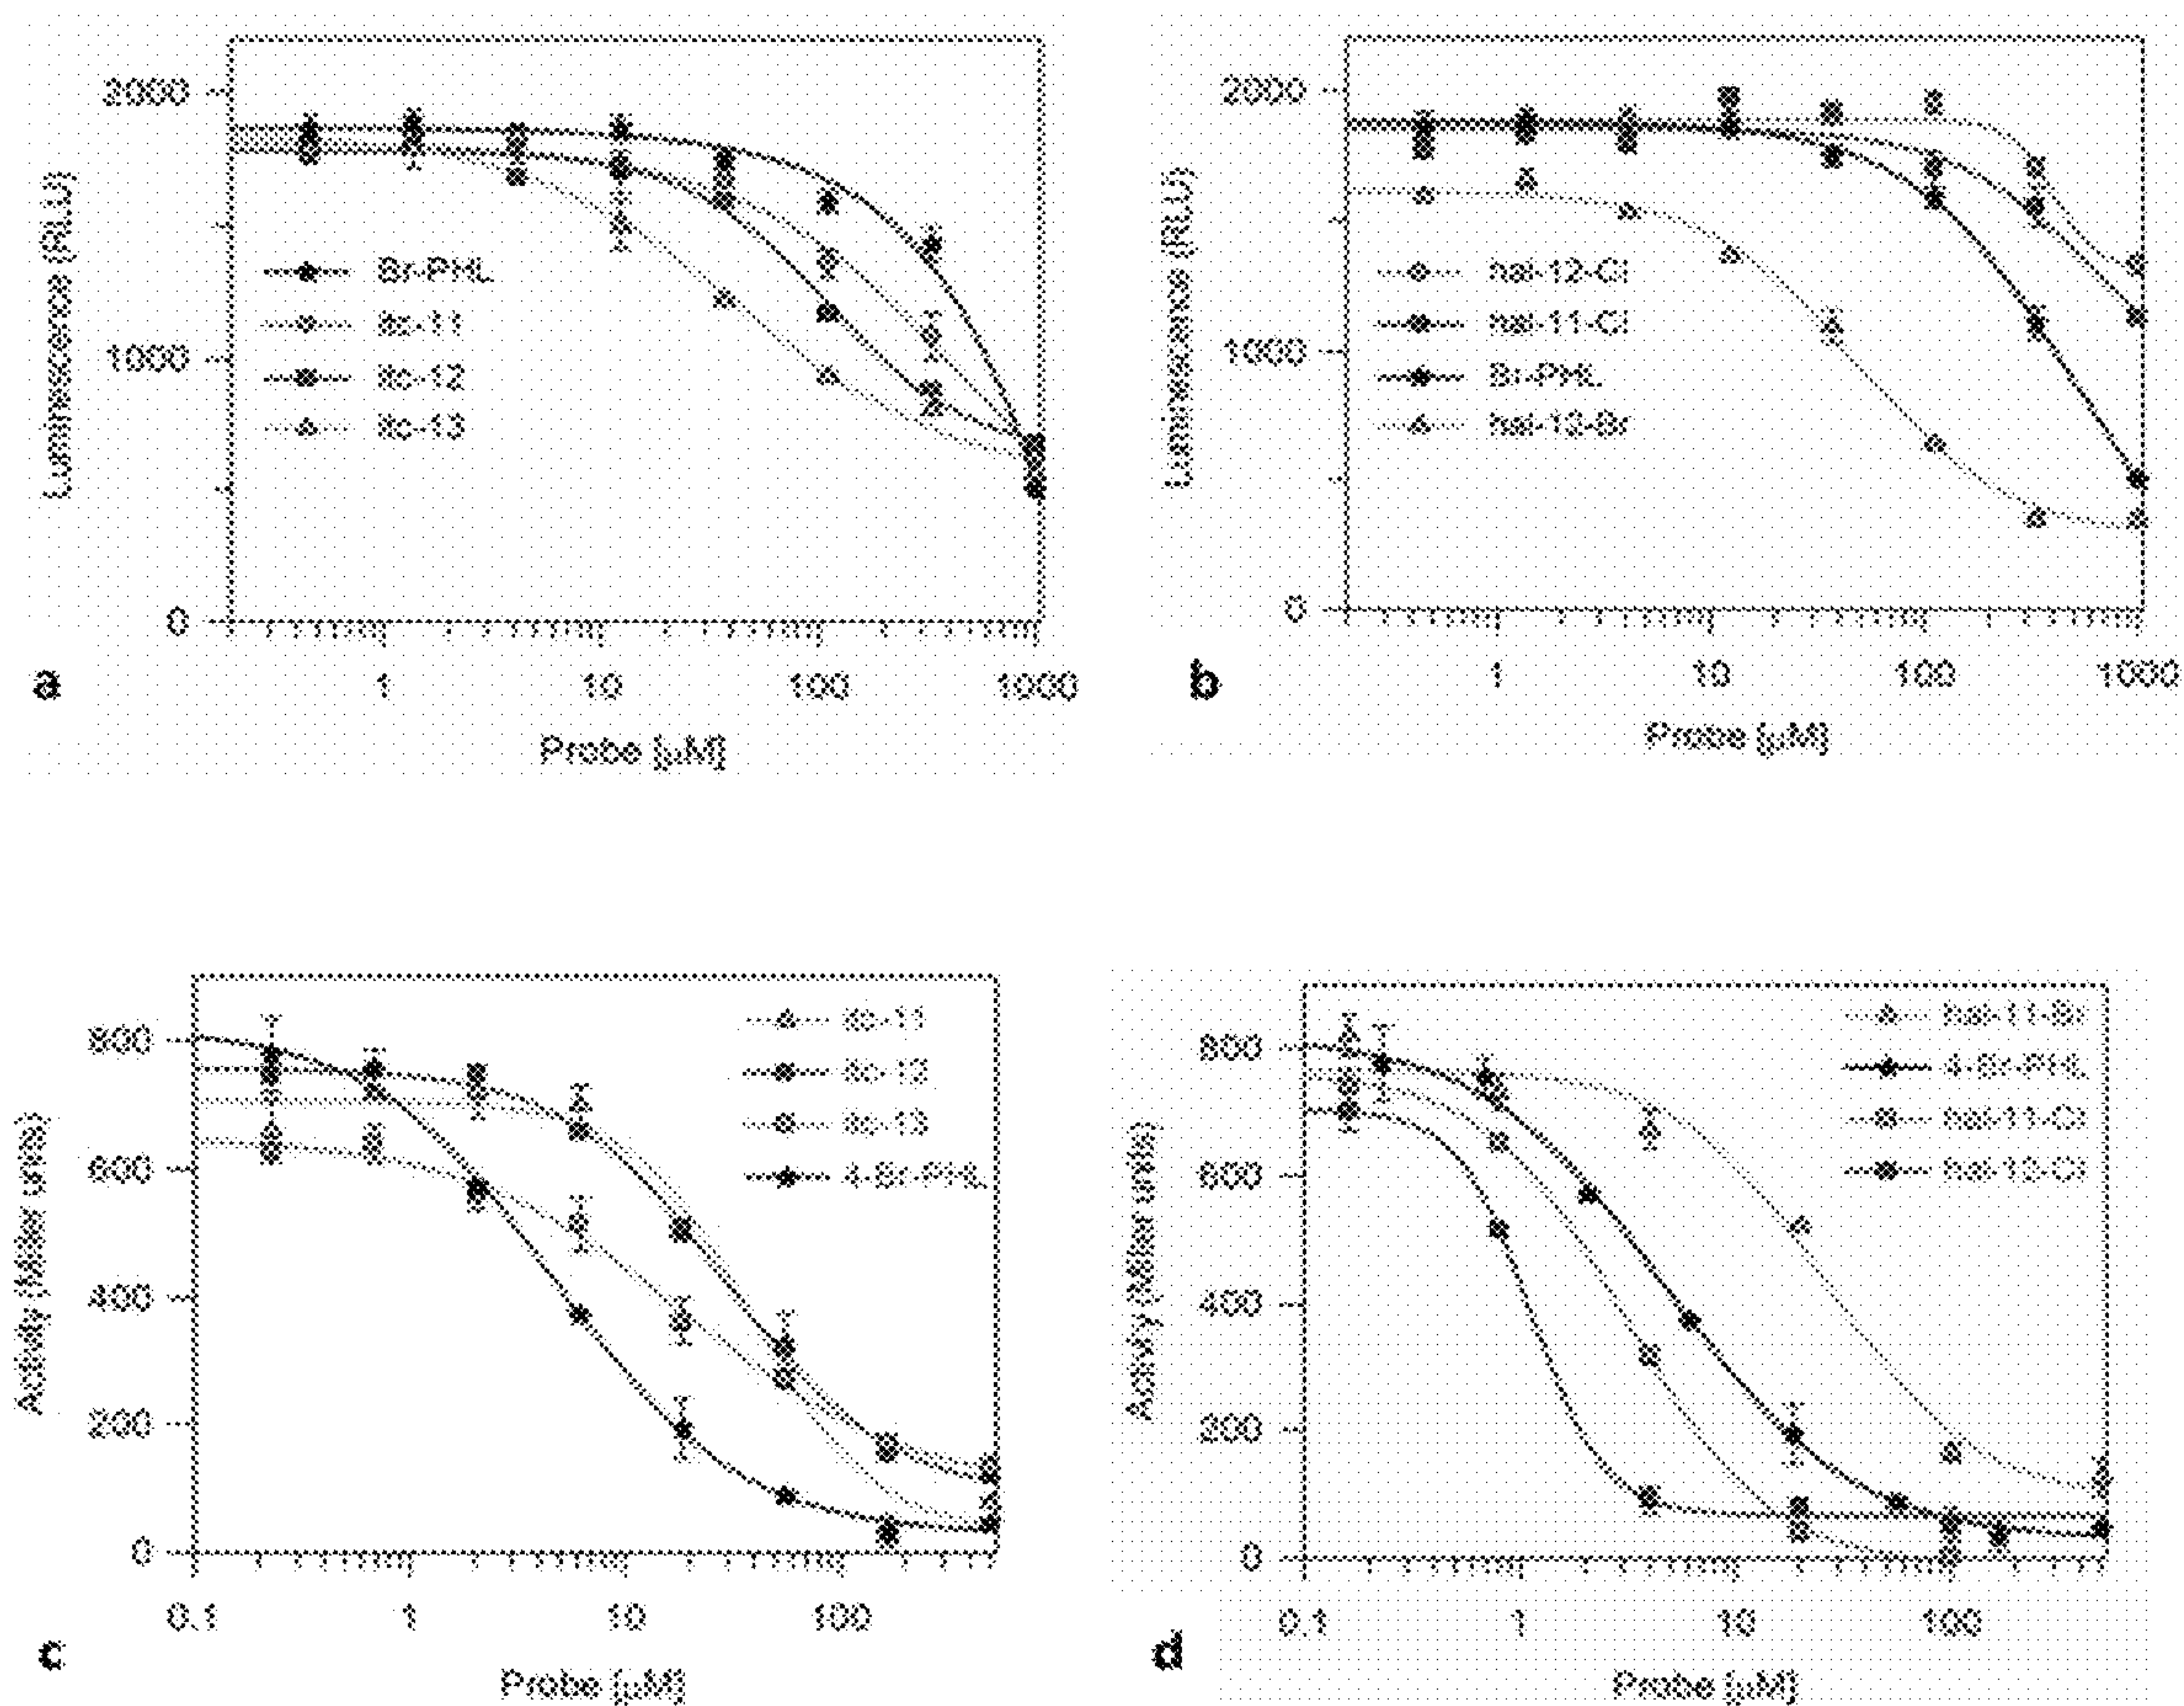 2000
1000
0
Luminescence (RLU)
Br-PHL
itc-11
itc-12
itc-13
1 10 100 1000
Probe [µM]
a
2000
1000
0
Luminescence (RLU)
hal-12-Cl
hal-11-Cl
Br-PHL
hal-12-Br
1 10 100 1000
Probe [µM]
b
800
600
400
200
0
Activity (Miller units)
itc-11
itc-12
itc-13
4-Br-PHL
0.1 1 10 100
Probe [µM]
c
800
600
400
200
0
Activity (Miller units)
hal-11-Br
4-Br-PHL
hal-11-Cl
hal-12-Cl
0.1 1 10 100
Probe [µM]
d